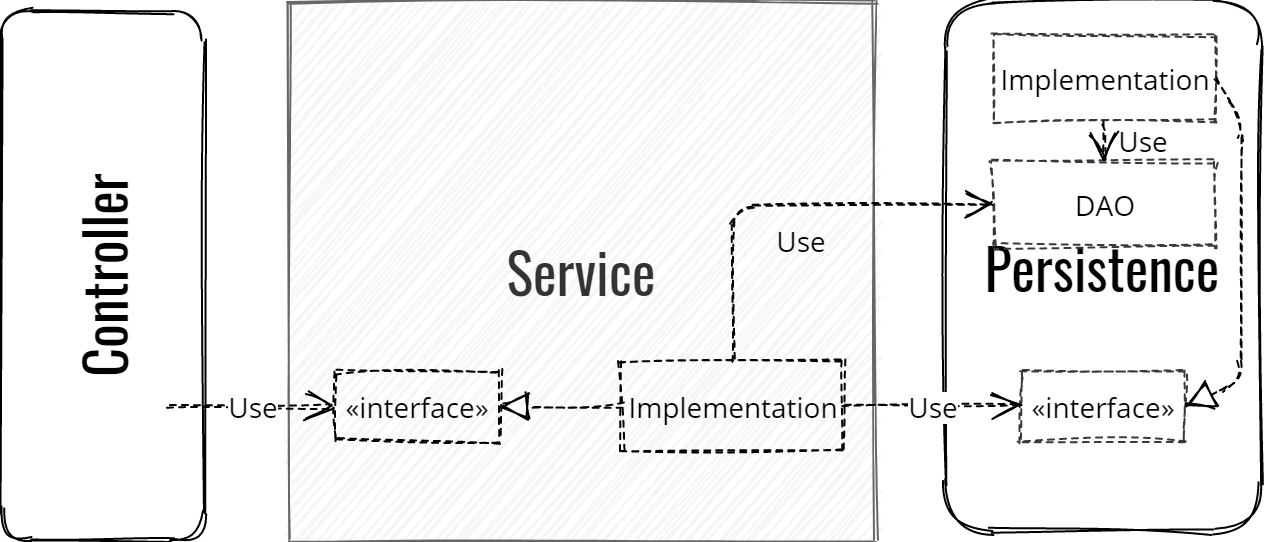 Controller
Use
Service
«interface»
Implementation
Use
Use
Implementation
Use
DAO
Persistence
«interface»